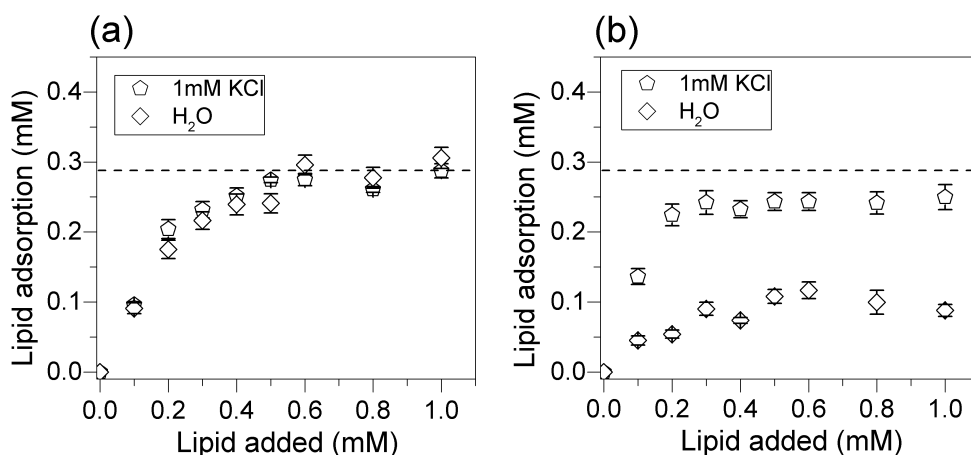 (a)
1mM KCl
H₂O
Lipid adsorption (mM)
0.4
0.3
0.2
0.1
0.0
0.0 0.2 0.4 0.6 0.8 1.0
Lipid added (mM)
(b)
1mM KCl
H₂O
Lipid adsorption (mM)
0.4
0.3
0.2
0.1
0.0
0.0 0.2 0.4 0.6 0.8 1.0
Lipid added (mM)